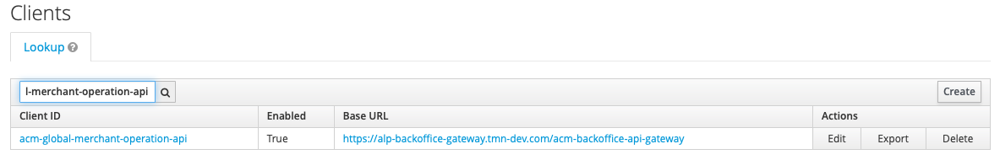 Clients
Lookup
l-merchant-operation-api
Create
Client ID Enabled Base URL Actions
acm-global-merchant-operation-api True https://alp-backoffice-gateway.tmn-dev.com/acm-backoffice-api-gateway Edit Export Delete